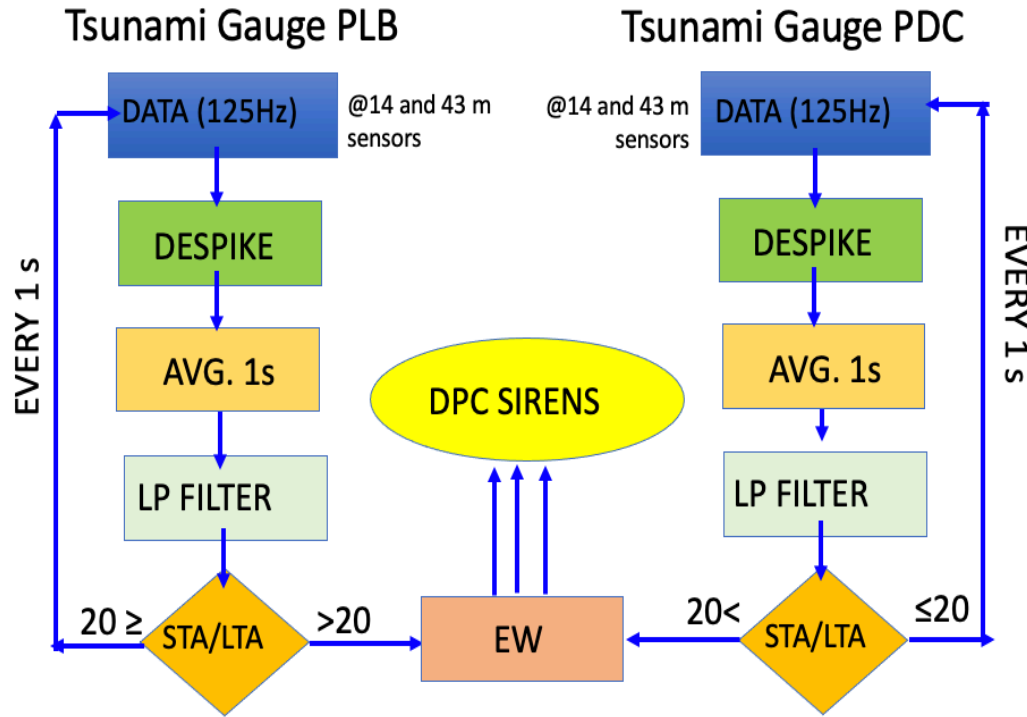 Tsunami Gauge PLB
Tsunami Gauge PDC
DATA (125Hz)
@14 and 43 m
sensors
@14 and 43 m
sensors
DATA (125Hz)
DESPIKE
DESPIKE
EVERY 1 s
EVERY 1 s
AVG. 1s
AVG. 1s
DPC SIRENS
LP FILTER
LP FILTER
20 ≥
STA/LTA
>20
EW
20<
STA/LTA
≤20